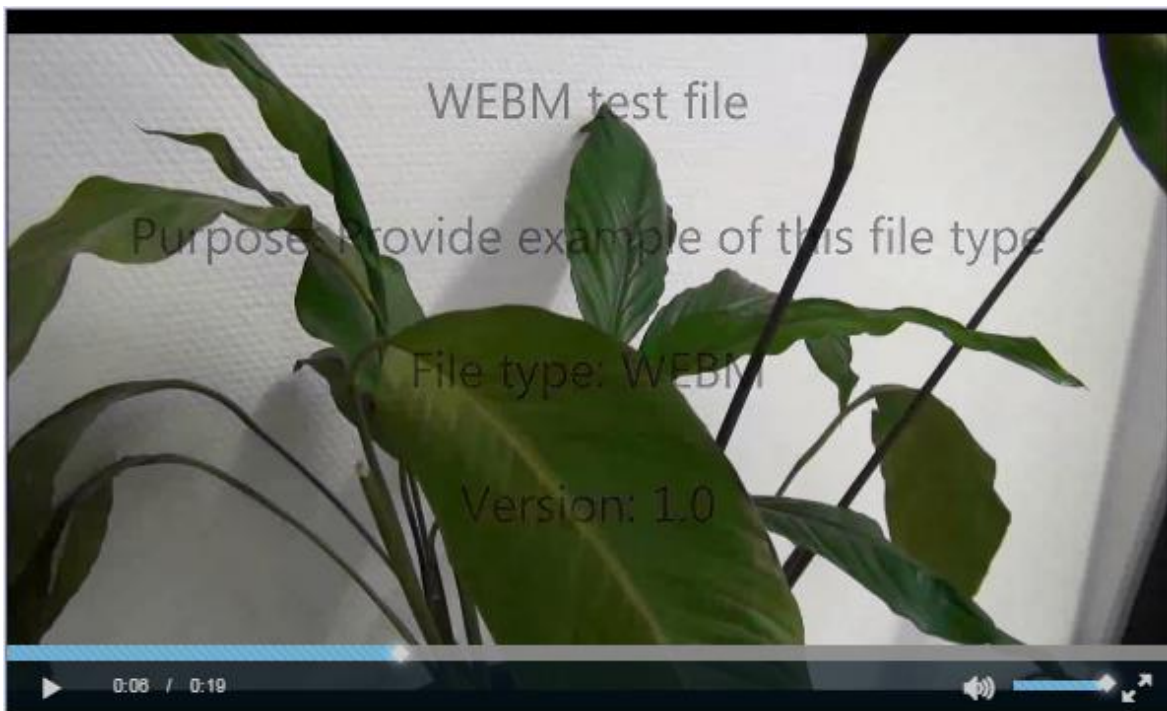 WEBM test file
Purpose: Provide example of this file type
File type: WEBM
Version: 1.0
0:06 / 0:19